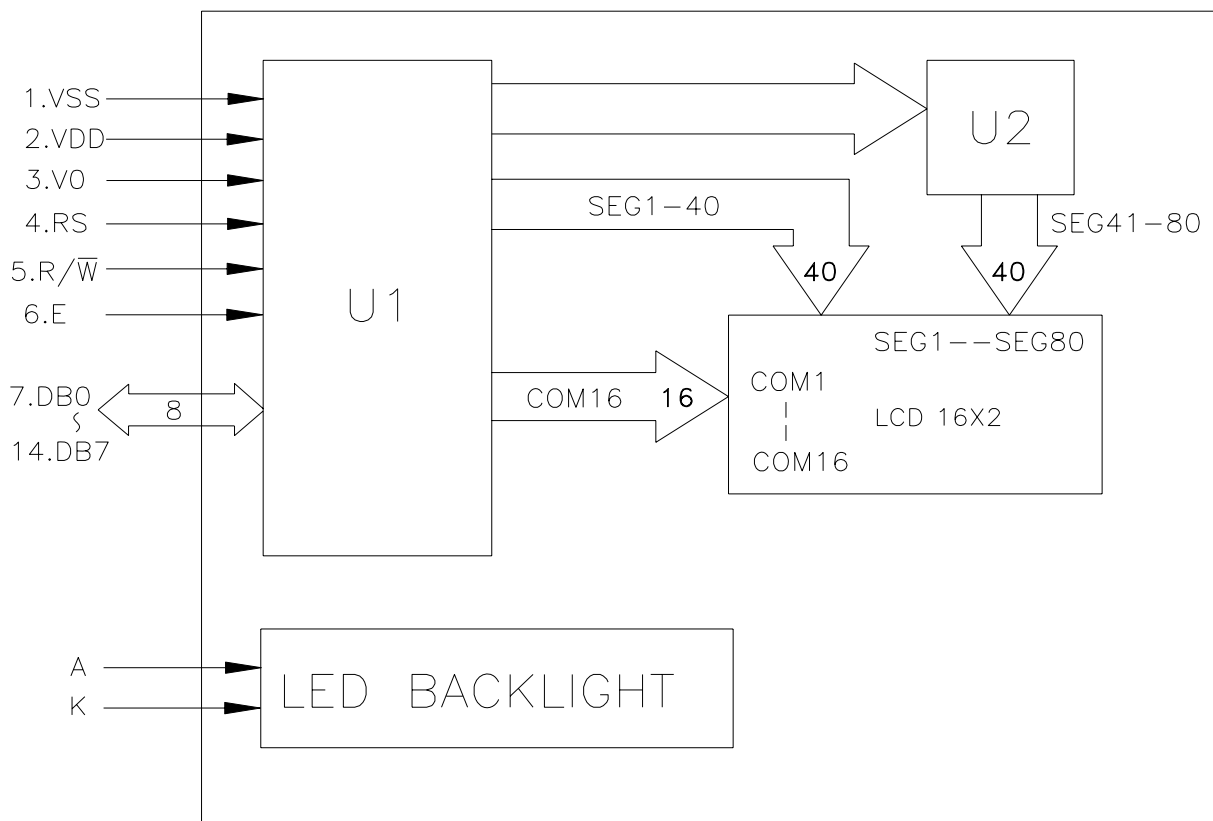 1.VSS
2.VDD
3.V0
4.RS
5.R/W̅
6.E
7.DB0
14.DB7
8
U1
U2
SEG1-40
SEG41-80
40
40
SEG1--SEG80
COM16 16
COM1
COM16
LCD 16X2
A
K
LED BACKLIGHT